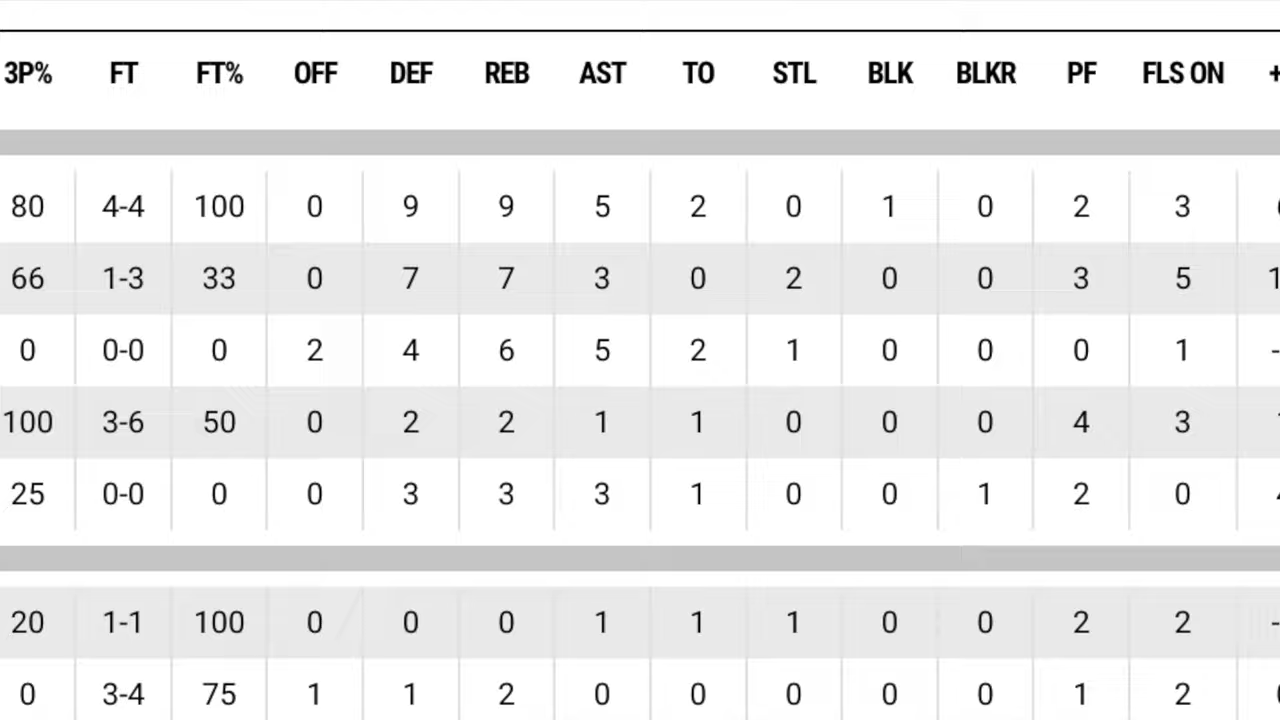 3P% FT FT% OFF DEF REB AST TO STL BLK BLKR PF FLS ON
80 4-4 100 0 9 9 5 2 0 1 0 2 3
66 1-3 33 0 7 7 3 0 2 0 0 3 5
0 0-0 0 2 4 6 5 2 1 0 0 0 1
100 3-6 50 0 2 2 1 1 0 0 0 4 3
25 0-0 0 0 3 3 3 1 0 0 1 2 0
20 1-1 100 0 0 0 1 1 1 0 0 2 2
0 3-4 75 1 1 2 0 0 0 0 0 1 2